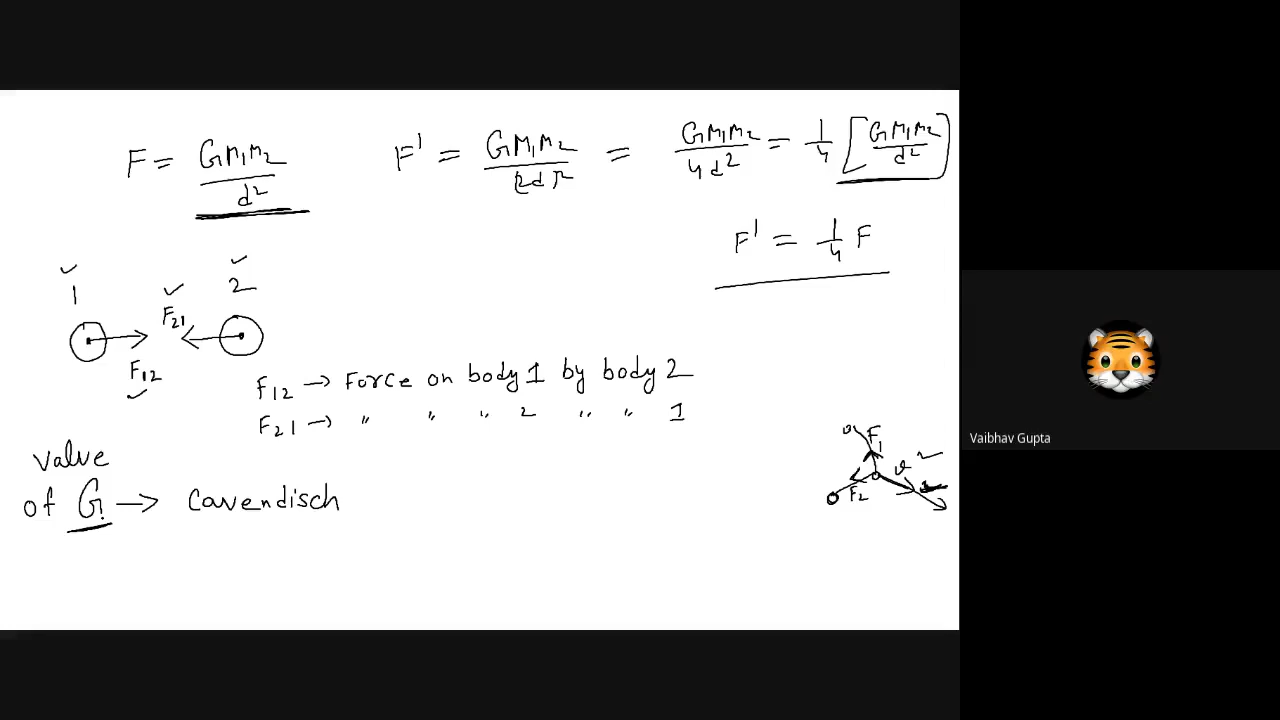 F = GM₁M₂/d² F' = GM₁M₂/(2d)² = GM₁M₂/4d² = 1/4 [GM₁M₂/d²]
F' = 1/4 F
1 2
F₂₁
F₁₂
F₁₂ → Force on body 1 by body 2
F₂₁ → " " " 2 " " 1
F₁
F₂
value
of G → Cavendisch
Vaibhav Gupta